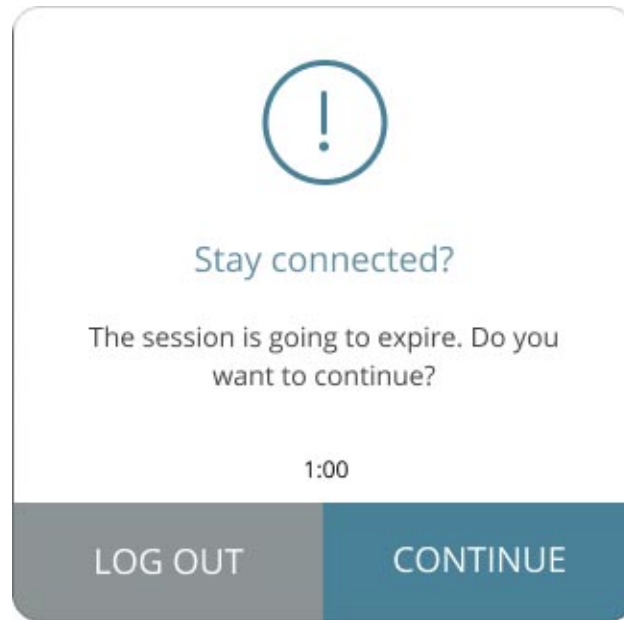 Stay connected?
The session is going to expire. Do you
want to continue?
1:00
LOG OUT
CONTINUE